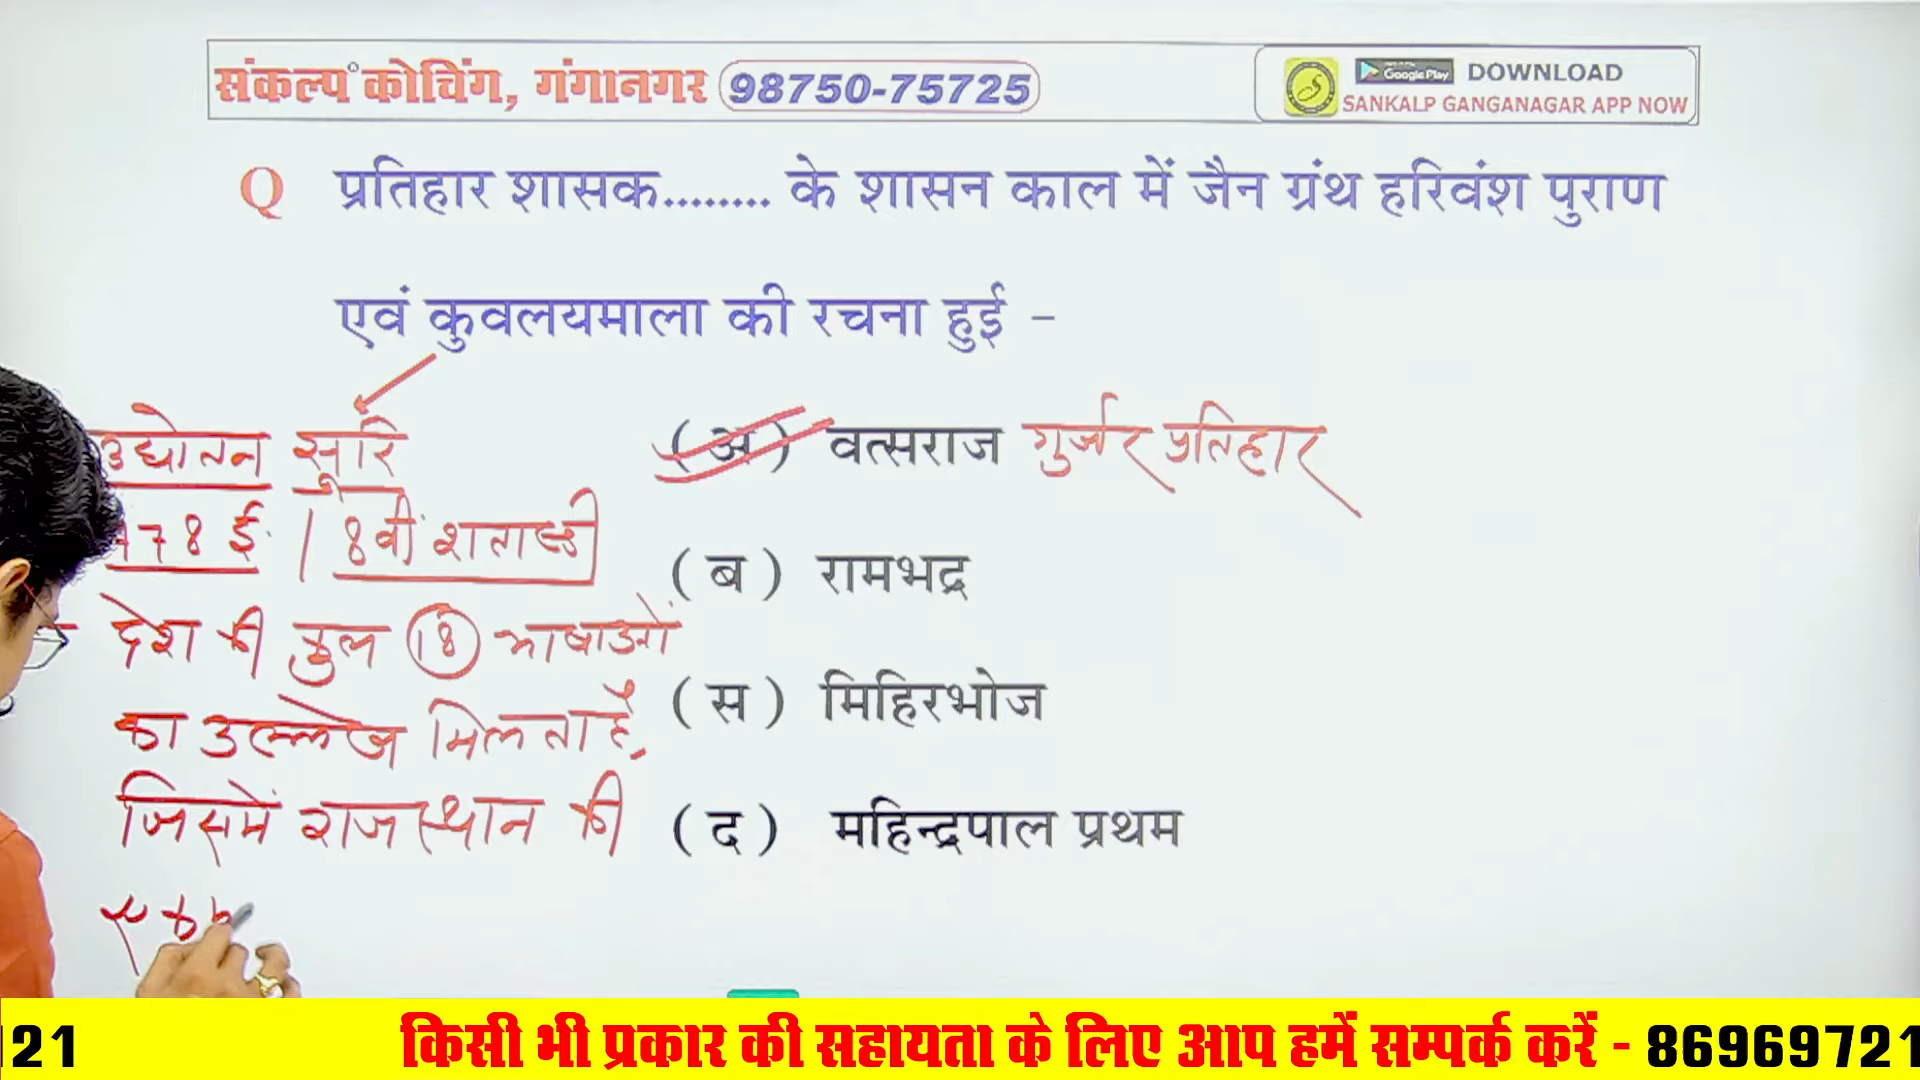 संकल्प कोचिंग, गंगानगर 98750-75725
Google Play DOWNLOAD
SANKALP GANGANAGAR APP NOW
Q प्रतिहार शासक........ के शासन काल में जैन ग्रंथ हरिवंश पुराण
एवं कुवलयमाला की रचना हुई -
उद्योतन सूरि
(अ) वत्सराज गुर्जर प्रतिहार
778 ई. / 8वीं शताब्दी
(ब) रामभद्र
देश की कुल 18 भाषाओं
का उल्लेख मिलता है,
(स) मिहिरभोज
जिसमें राजस्थान की
(द) महिन्द्रपाल प्रथम
21 किसी भी प्रकार की सहायता के लिए आप हमें सम्पर्क करें - 86969721